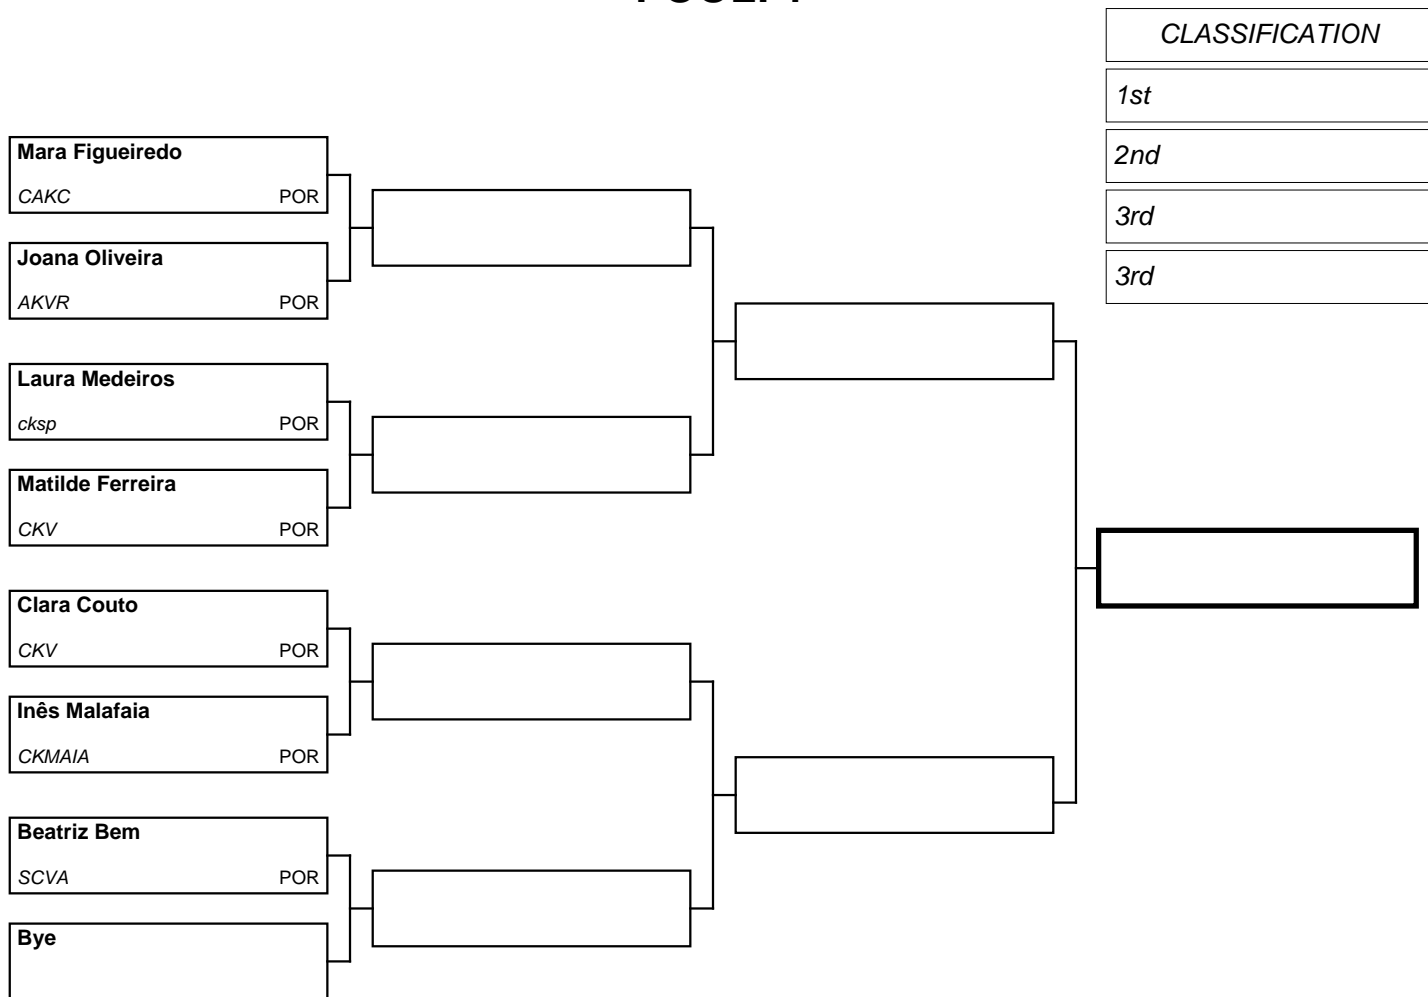 CLASSIFICATION
1st
2nd
3rd
3rd
Mara Figueiredo
CAKC POR
Joana Oliveira
AKVR POR
Laura Medeiros
cksp POR
Matilde Ferreira
CKV POR
Clara Couto
CKV POR
Inês Malafaia
CKMAIA POR
Beatriz Bem
SCVA POR
Bye